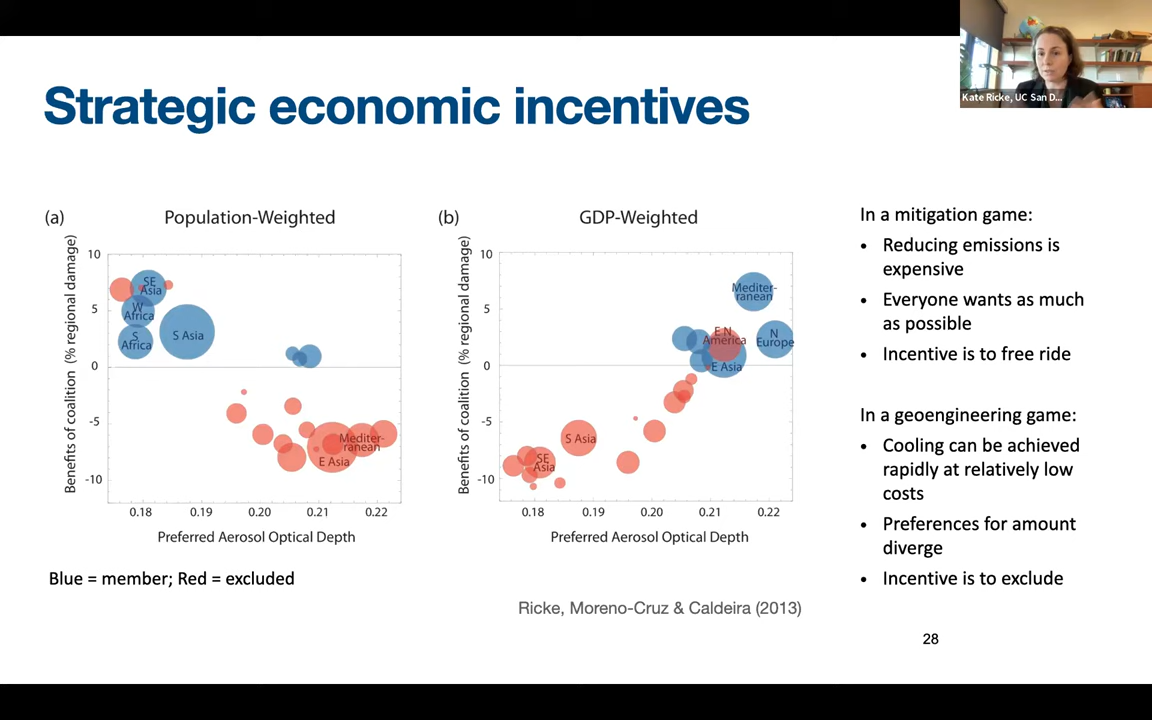 Kate Ricke, UC San D...
Strategic economic incentives
(a)
Population-Weighted
Benefits of coalition (% regional damage)
10
5
0
-5
-10
SE
Asia
W
Africa
S
Africa
S Asia
Mediter-
ranean
E Asia
0.18
0.19
0.20
0.21
0.22
Preferred Aerosol Optical Depth
(b)
GDP-Weighted
Benefits of coalition (% regional damage)
10
5
0
-5
-10
Mediter-
ranean
E N
America
N
Europe
E Asia
S Asia
SE
Asia
0.18
0.19
0.20
0.21
0.22
Preferred Aerosol Optical Depth
Blue = member; Red = excluded
Ricke, Moreno-Cruz & Caldeira (2013)
In a mitigation game:
• Reducing emissions is
expensive
• Everyone wants as much
as possible
• Incentive is to free ride
In a geoengineering game:
• Cooling can be achieved
rapidly at relatively low
costs
• Preferences for amount
diverge
• Incentive is to exclude
28